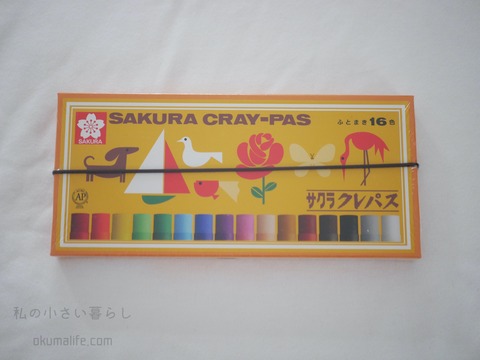 SAKURA CRAY-PAS
ふとまき16色
SAKURA
AP
サクラクレパス
私の小さい暮らし
okumalife.com